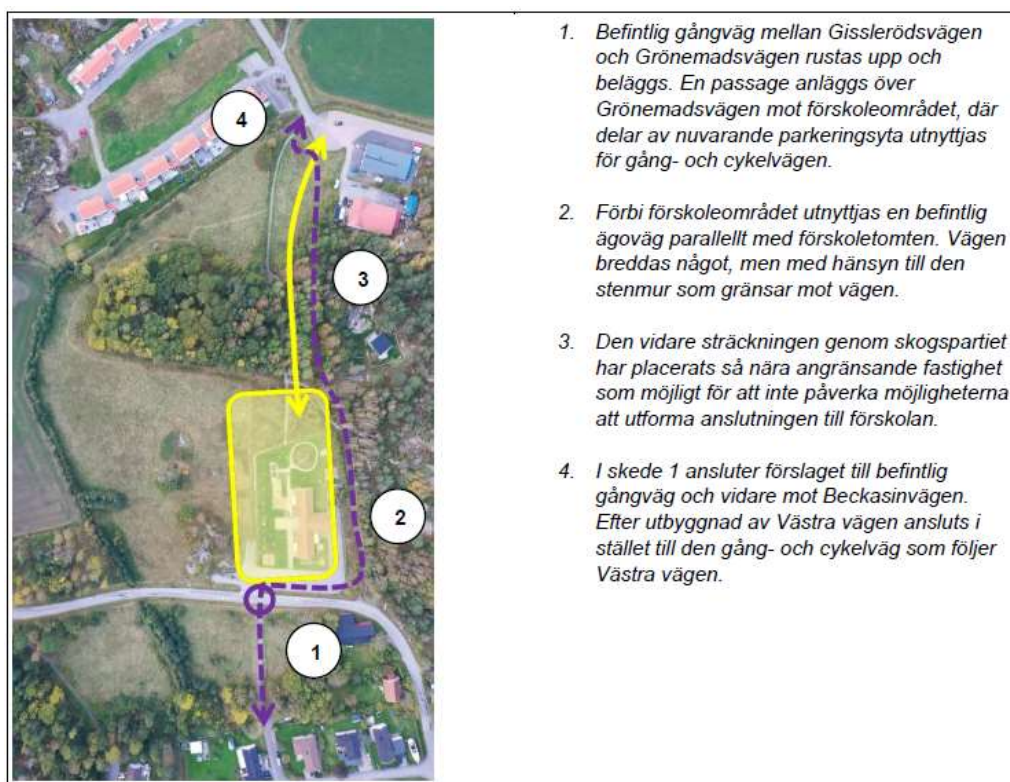 1. Befintlig gångväg mellan Gisslerödsvägen
och Grönemadsvägen rustas upp och
beläggs. En passage anläggs över
Grönemadsvägen mot förskoleområdet, där
delar av nuvarande parkeringsyta utnyttjas
för gång- och cykelvägen.
2. Förbi förskoleområdet utnyttjas en befintlig
ägoväg parallellt med förskoletomten. Vägen
breddas något, men med hänsyn till den
stenmur som gränsar mot vägen.
3. Den vidare sträckningen genom skogspartiet
har placerats så nära angränsande fastighet
som möjligt för att inte påverka möjligheterna
att utforma anslutningen till förskolan.
4. I skede 1 ansluter förslaget till befintlig
gångväg och vidare mot Beckasinvägen.
Efter utbyggnad av Västra vägen ansluts i
stället till den gång- och cykelväg som följer
Västra vägen.
4
3
2
1